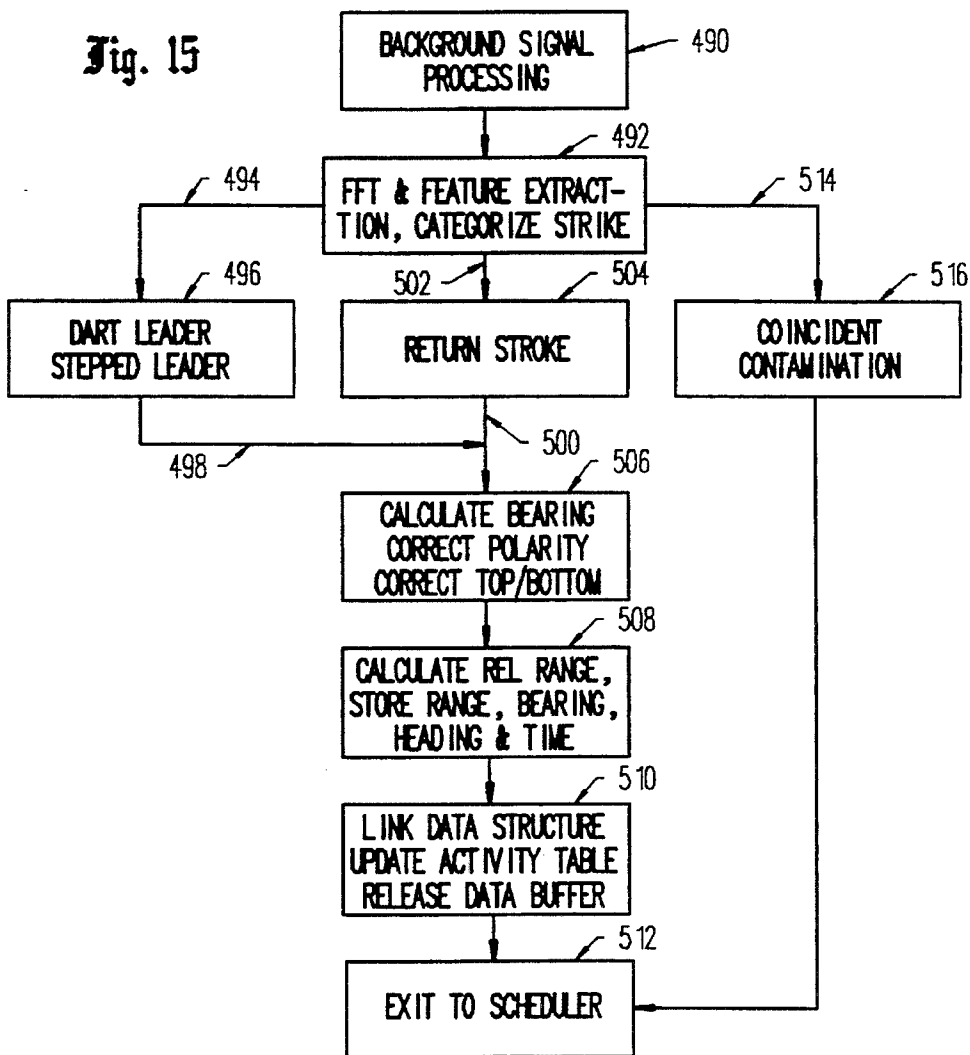 Fig. 15
BACKGROUND SIGNAL
PROCESSING
490
492
FFT & FEATURE EXTRAC-
TION, CATEGORIZE STRIKE
494
514
502
504
496
516
DART LEADER
STEPPED LEADER
RETURN STROKE
COINCIDENT
CONTAMINATION
498
500
506
CALCULATE BEARING
CORRECT POLARITY
CORRECT TOP/BOTTOM
508
CALCULATE REL RANGE,
STORE RANGE, BEARING,
HEADING & TIME
510
LINK DATA STRUCTURE
UPDATE ACTIVITY TABLE
RELEASE DATA BUFFER
512
EXIT TO SCHEDULER